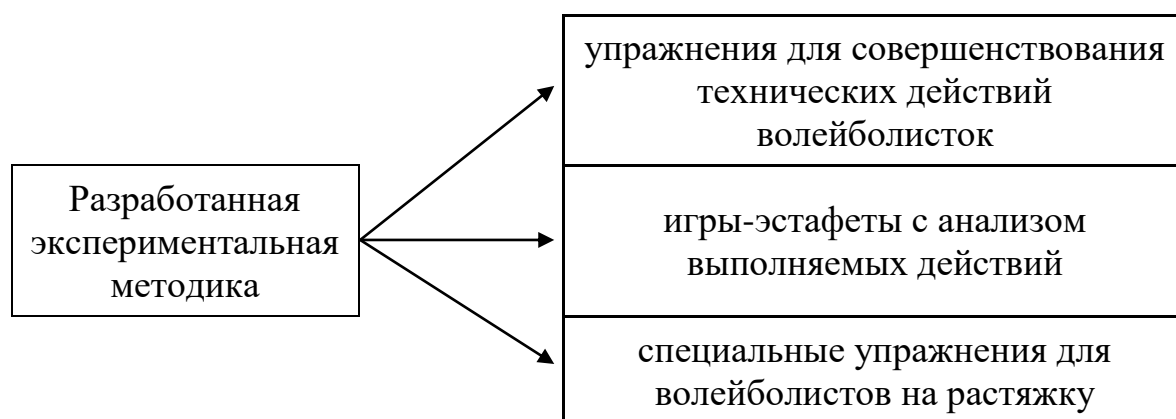 Разработанная
экспериментальная
методика
упражнения для совершенствования
технических действий
волейболисток
игры-эстафеты с анализом
выполняемых действий
специальные упражнения для
волейболистов на растяжку